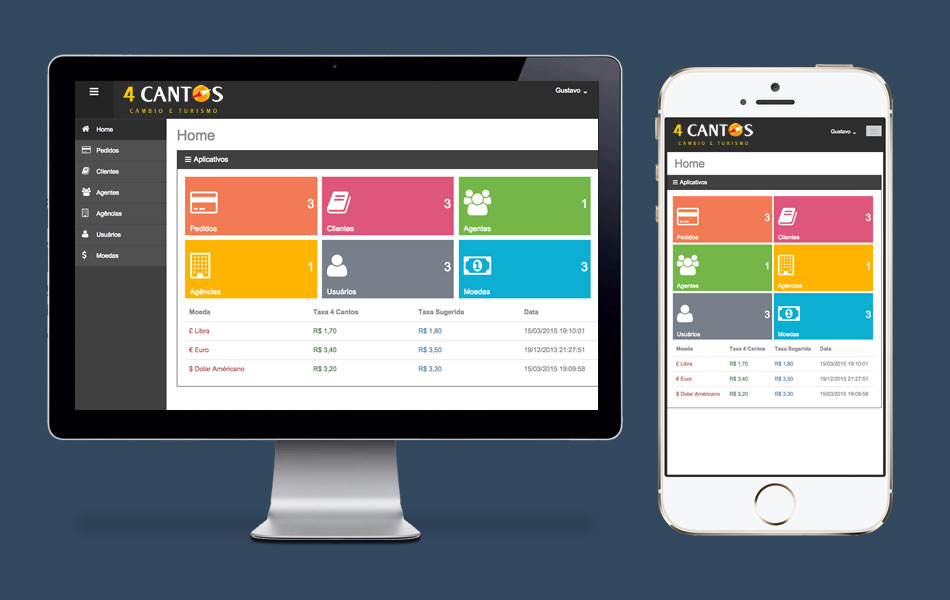 4 CANTOS
CAMBIO E TURISMO
Gustavo
Home
Pedidos
Clientes
Agentes
Agências
Usuários
$ Moedas
Home
Aplicativos
3
Pedidos
3
Clientes
1
Agentes
1
Agências
3
Usuários
1
3
Moedas
Moeda Taxa 4 Cantos Taxa Sugerida Data
£ Libra R$ 1,70 R$ 1,80 15/03/2015 19:10:01
€ Euro R$ 3,40 R$ 3,50 19/12/2013 21:27:51
$ Dolar Américano R$ 3,20 R$ 3,30 15/03/2015 19:09:58
4 CANTOS
CAMBIO E TURISMO
Gustavo
Home
Aplicativos
3
Pedidos
3
Clientes
1
Agentes
1
Agências
3
Usuários
1
3
Moedas
Moeda Taxa 4 Cantos Taxa Sugerida Data
£ Libra R$ 1,70 R$ 1,80 15/03/2015 19:10:01
€ Euro R$ 3,40 R$ 3,50 19/12/2013 21:27:51
$ Dolar Américano R$ 3,20 R$ 3,30 15/03/2015 19:09:58